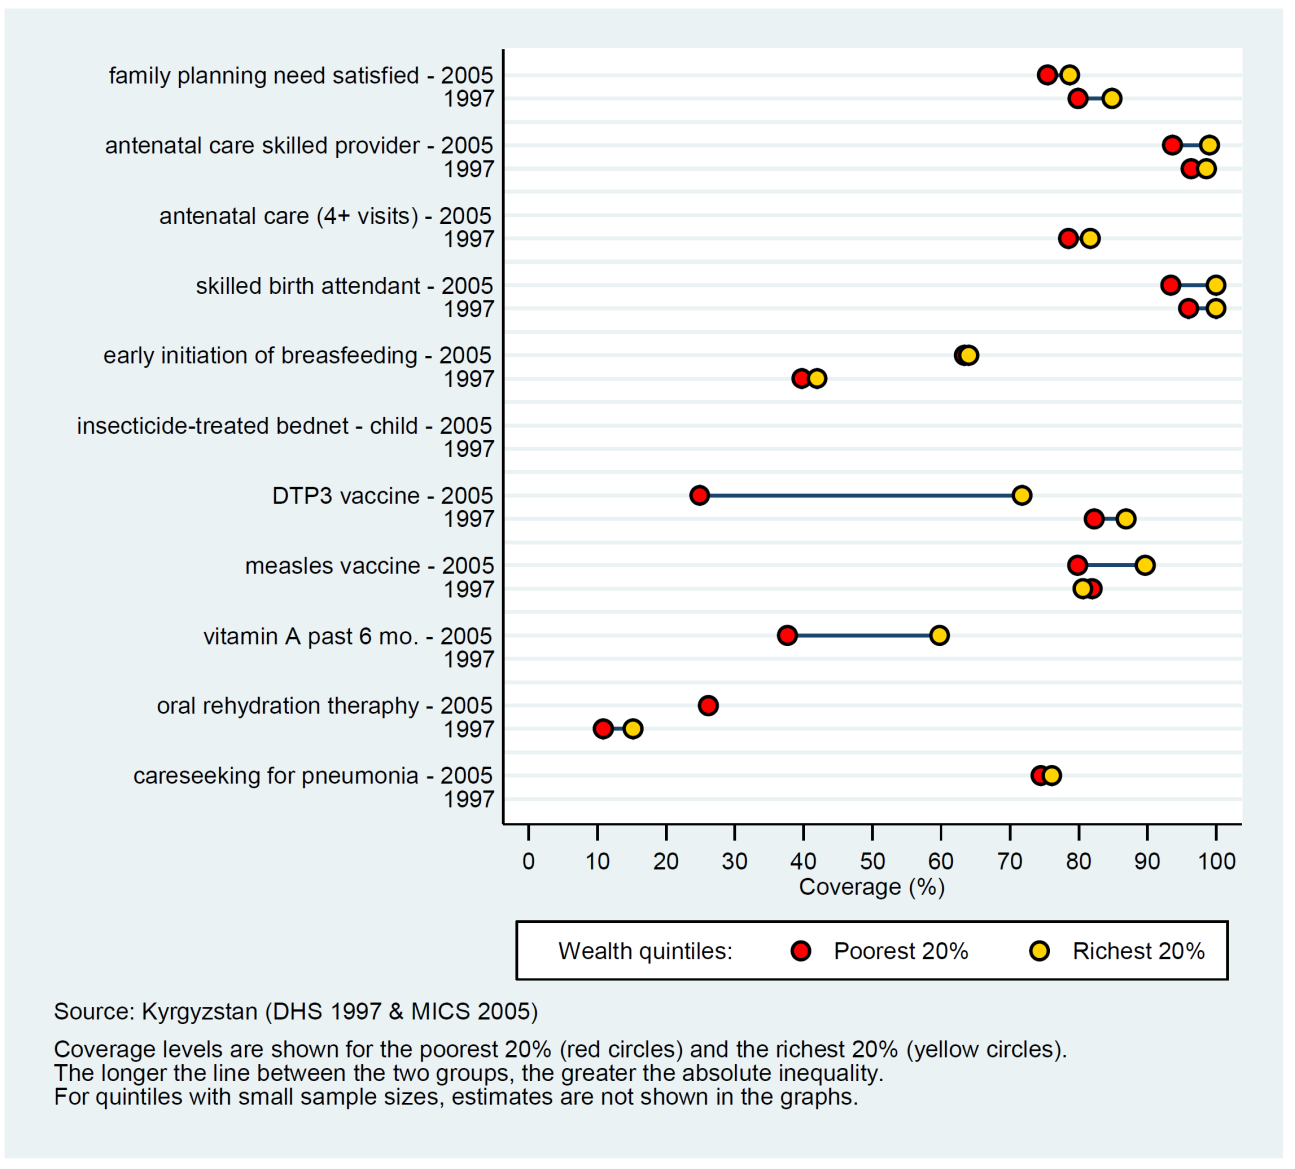 family planning need satisfied - 2005
1997
antenatal care skilled provider - 2005
1997
antenatal care (4+ visits) - 2005
1997
skilled birth attendant - 2005
1997
early initiation of breasfeeding - 2005
1997
insecticide-treated bednet - child - 2005
1997
DTP3 vaccine - 2005
1997
measles vaccine - 2005
1997
vitamin A past 6 mo. - 2005
1997
oral rehydration theraphy - 2005
1997
careseeking for pneumonia - 2005
1997
0 10 20 30 40 50 60 70 80 90 100
Coverage (%)
Wealth quintiles: Poorest 20% Richest 20%
Source: Kyrgyzstan (DHS 1997 & MICS 2005)
Coverage levels are shown for the poorest 20% (red circles) and the richest 20% (yellow circles).
The longer the line between the two groups, the greater the absolute inequality.
For quintiles with small sample sizes, estimates are not shown in the graphs.